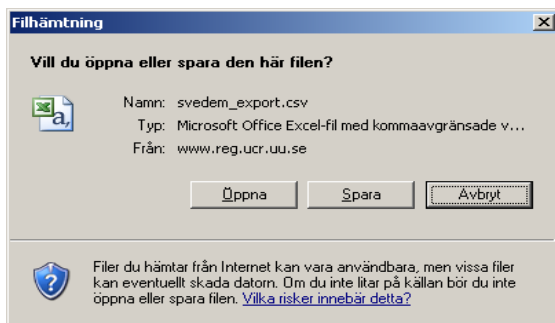 Filhämtning
Vill du öppna eller spara den här filen?
Namn: svedem_export.csv
Typ: Microsoft Office Excel-fil med kommaavgränsade v...
Från: www.reg.ucr.uu.se
Öppna Spara Avbryt
Filer du hämtar från Internet kan vara användbara, men vissa filer
kan eventuellt skada datorn. Om du inte litar på källan bör du inte
öppna eller spara filen. Vilka risker innebär detta?